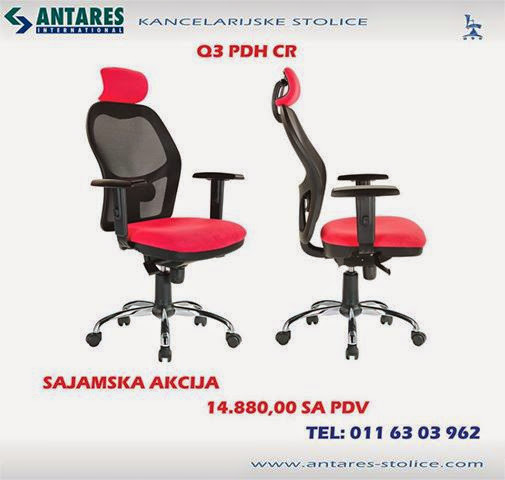 ANTARES
INTERNATIONAL
KANCELARIJSKE STOLICE
Q3 PDH CR
SAJAMSKA AKCIJA
14.880,00 SA PDV
TEL: 011 63 03 962
www.antares-stolice.com